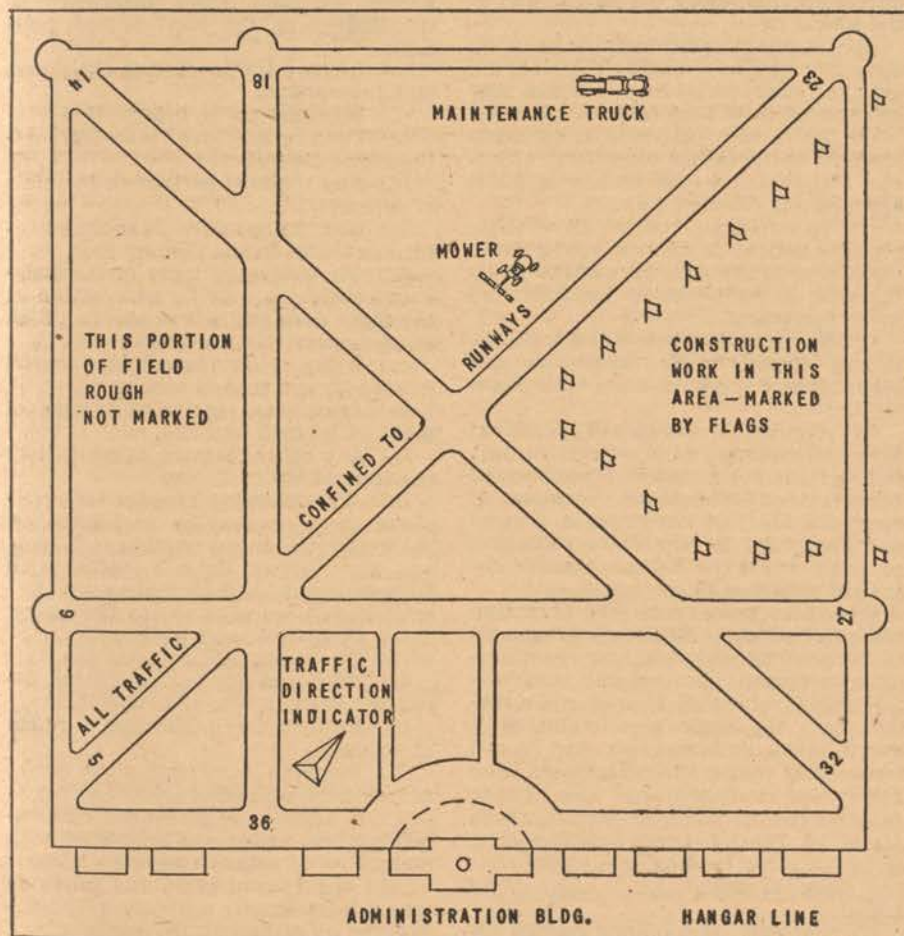 14
18
23
MAINTENANCE TRUCK
MOWER
RUNWAYS
THIS PORTION
OF FIELD
ROUGH
NOT MARKED
CONSTRUCTION
WORK IN THIS
AREA—MARKED
BY FLAGS
CONFINED TO
9
27
ALL TRAFFIC
TRAFFIC
DIRECTION
INDICATOR
5
32
36
ADMINISTRATION BLDG.
HANGAR LINE